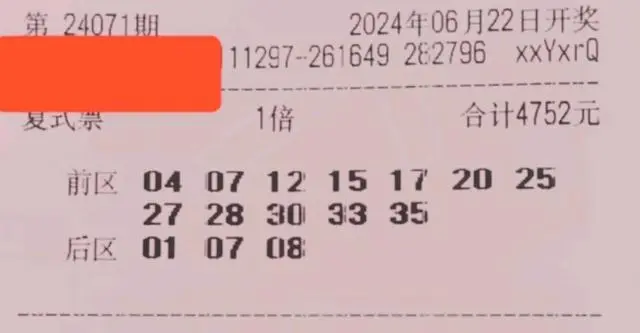 第 24071期 2024年06月22日开奖
111297-261649 282796 xxYxrQ
复式票 1倍 合计4752元
前区 04 07 12 15 17 20 25
27 28 30 33 35
后区 01 07 08